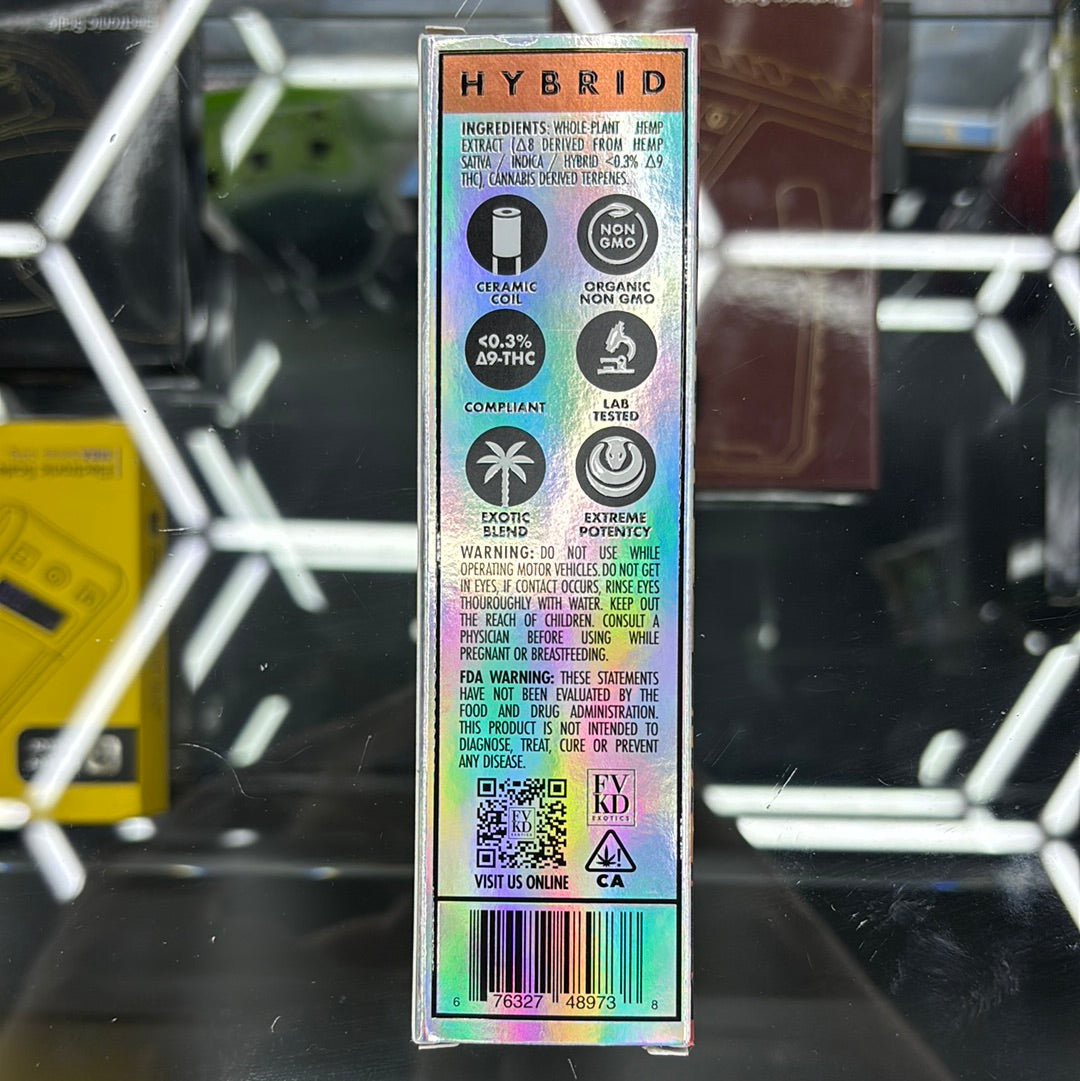 HYBRID
INGREDIENTS: WHOLE-PLANT HEMP
EXTRACT (Δ8 DERIVED FROM HEMP
SATIVA / INDICA / HYBRID <0.3% Δ9
THC), CANNABIS DERIVED TERPENES.
NON
GMO
CERAMIC
COIL
ORGANIC
NON GMO
<0.3%
Δ9-THC
COMPLIANT
LAB
TESTED
EXOTIC
BLEND
EXTREME
POTENTCY
WARNING: DO NOT USE WHILE
OPERATING MOTOR VEHICLES. DO NOT GET
IN EYES, IF CONTACT OCCURS, RINSE EYES
THOUROUGHLY WITH WATER. KEEP OUT
THE REACH OF CHILDREN. CONSULT A
PHYSICIAN BEFORE USING WHILE
PREGNANT OR BREASTFEEDING.
FDA WARNING: THESE STATEMENTS
HAVE NOT BEEN EVALUATED BY THE
FOOD AND DRUG ADMINISTRATION.
THIS PRODUCT IS NOT INTENDED TO
DIAGNOSE, TREAT, CURE OR PREVENT
ANY DISEASE.
FV
KD
EXOTICS
FV
KD
EXOTICS
VISIT US ONLINE
CA
6 76327 48973 8